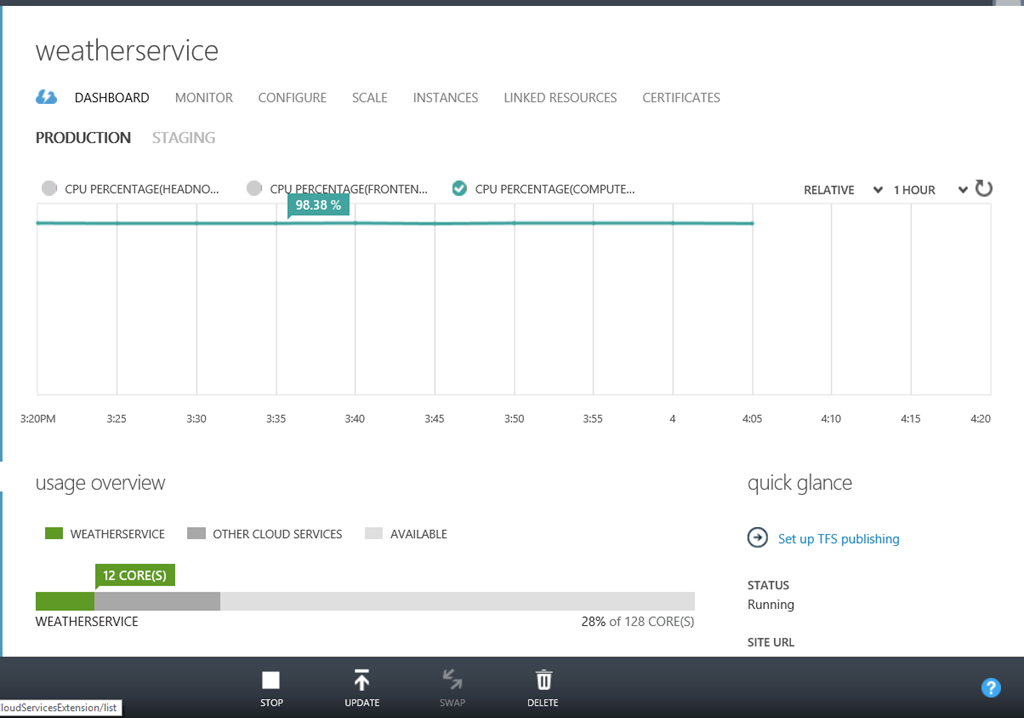 weatherservice
DASHBOARD MONITOR CONFIGURE SCALE INSTANCES LINKED RESOURCES CERTIFICATES
PRODUCTION STAGING
CPU PERCENTAGE(HEADNO... CPU PERCENTAGE(FRONTEN... CPU PERCENTAGE(COMPUTE... RELATIVE 1 HOUR
98.38 %
3:20PM 3:25 3:30 3:35 3:40 3:45 3:50 3:55 4 4:05 4:10 4:15 4:20
usage overview
WEATHERSERVICE OTHER CLOUD SERVICES AVAILABLE
12 CORE(S)
WEATHERSERVICE 28% of 128 CORE(S)
quick glance
Set up TFS publishing
STATUS
Running
SITE URL
STOP UPDATE SWAP DELETE
?
loudServicesExtension/list